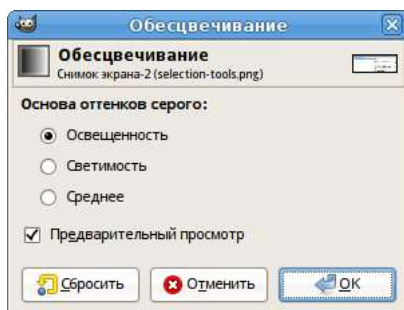 Обесцвечивание
Обесцвечивание
Снимок экрана-2 (selection-tools.png)
Основа оттенков серого:
Освещенность
Светимость
Среднее
Предварительный просмотр
Сбросить
Отменить
OK